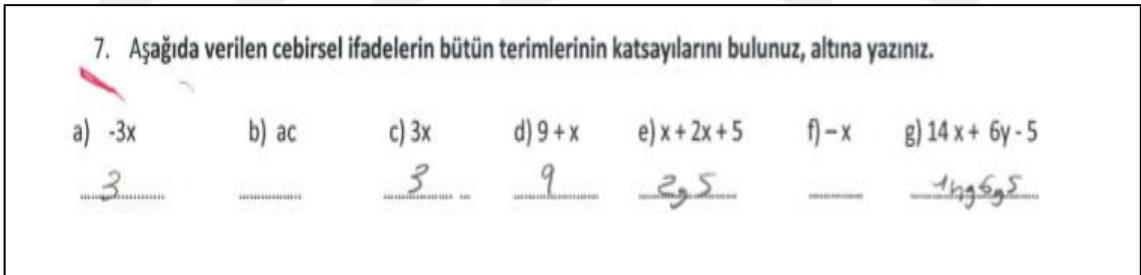 7. Aşağıda verilen cebirsel ifadelerin bütün terimlerinin katsayılarını bulunuz, altına yazınız.
a) -3x b) ac c) 3x d) 9 + x e) x + 2x + 5 f) – x g) 14 x + 6y - 5
3 3 9 2,5 14,6,5